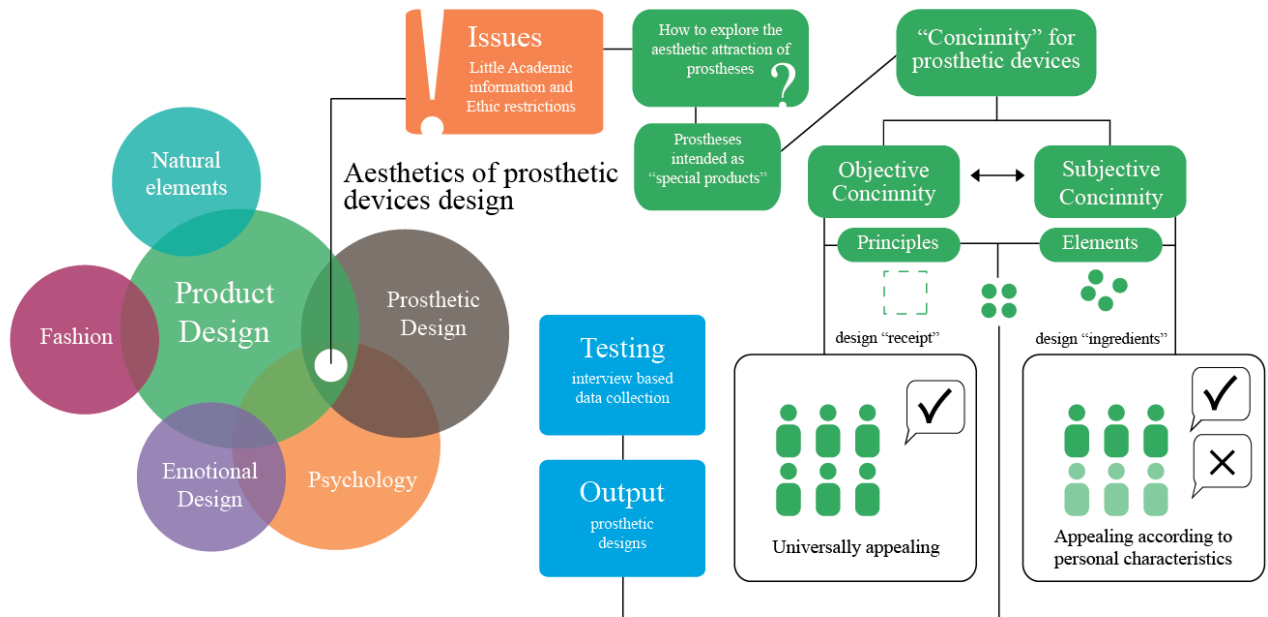 Issues
Little Academic
information and
Ethic restrictions
How to explore the
aesthetic attraction of
prostheses
?
Prostheses
intended as
“special products”
“Concinnity” for
prosthetic devices
Objective
Concinnity
Subjective
Concinnity
Principles
Elements
design “receipt”
design “ingredients”
Universally appealing
Appealing according to
personal characteristics
Aesthetics of prosthetic
devices design
Natural
elements
Product
Design
Prosthetic
Design
Fashion
Emotional
Design
Psychology
Testing
interview based
data collection
Output
prosthetic
designs